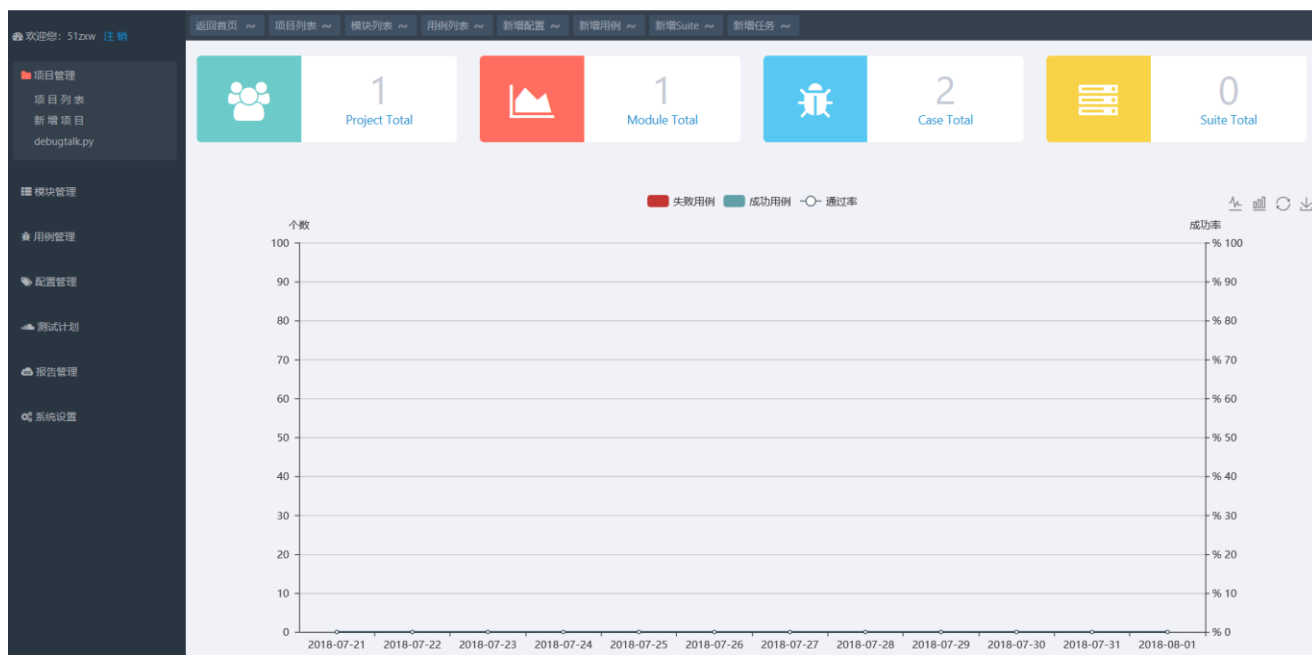 欢迎您：51zxw 注 销
项目管理
项 目 列 表
新 增 项 目
debugtalk.py
模块管理
用例管理
配置管理
测试计划
报告管理
系统设置
返回首页 ～ 项目列表 ～ 模块列表 ～ 用例列表 ～ 新增配置 ～ 新增用例 ～ 新增Suite ～ 新增任务 ～
1
Project Total
1
Module Total
2
Case Total
0
Suite Total
失败用例 成功用例 通过率
个数 成功率
100 % 100
90 % 90
80 % 80
70 % 70
60 % 60
50 % 50
40 % 40
30 % 30
20 % 20
10 % 10
0 % 0
2018-07-21 2018-07-22 2018-07-23 2018-07-24 2018-07-25 2018-07-26 2018-07-27 2018-07-28 2018-07-29 2018-07-30 2018-07-31 2018-08-01